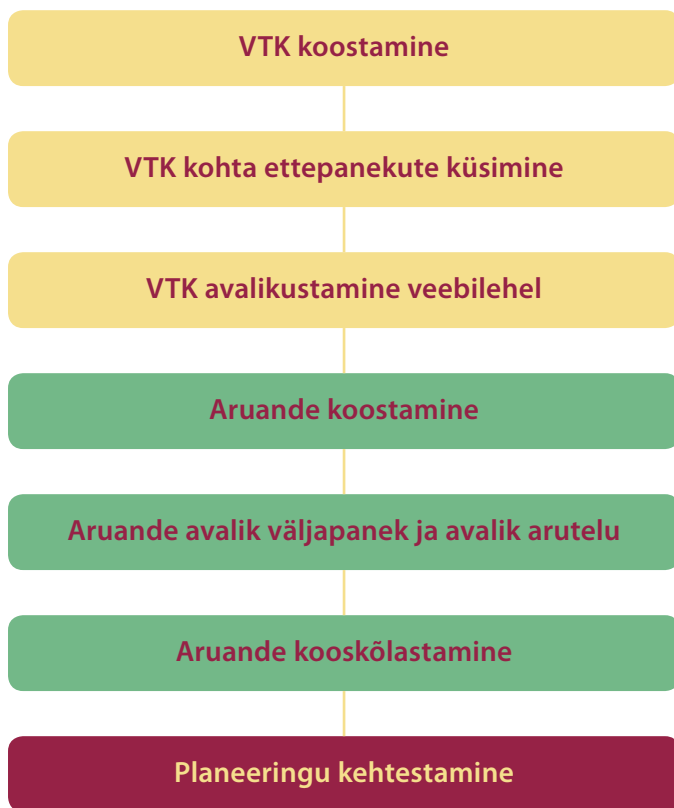 VTK koostamine
VTK kohta ettepanekute küsimine
VTK avalikustamine veebilehel
Aruande koostamine
Aruande avalik väljapanek ja avalik arutelu
Aruande kooskõlastamine
Planeeringu kehtestamine